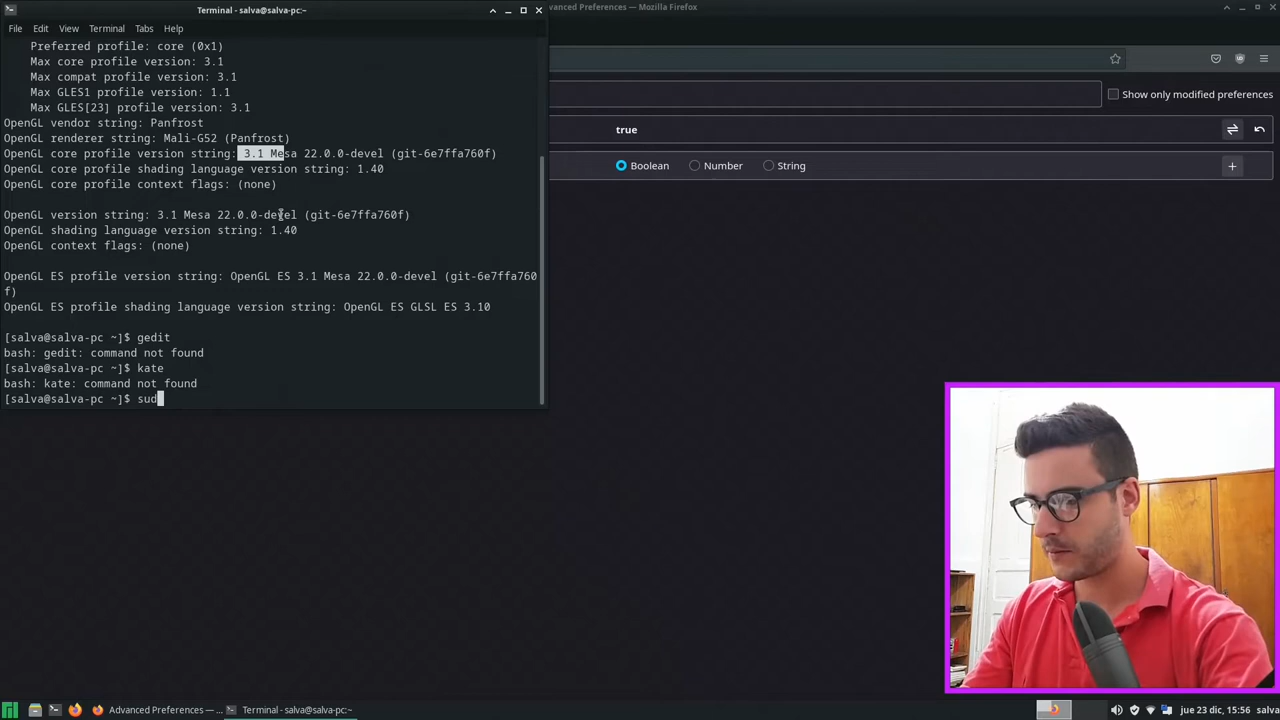 Terminal - salva@salva-pc:~
File Edit View Terminal Tabs Help
Preferred profile: core (0x1)
Max core profile version: 3.1
Max compat profile version: 3.1
Max GLES1 profile version: 1.1
Max GLES[23] profile version: 3.1
OpenGL vendor string: Panfrost
OpenGL renderer string: Mali-G52 (Panfrost)
OpenGL core profile version string: 3.1 Mesa 22.0.0-devel (git-6e7ffa760f)
OpenGL core profile shading language version string: 1.40
OpenGL core profile context flags: (none)
OpenGL version string: 3.1 Mesa 22.0.0-devel (git-6e7ffa760f)
OpenGL shading language version string: 1.40
OpenGL context flags: (none)
OpenGL ES profile version string: OpenGL ES 3.1 Mesa 22.0.0-devel (git-6e7ffa760
f)
OpenGL ES profile shading language version string: OpenGL ES GLSL ES 3.10
[salva@salva-pc ~]$ gedit
bash: gedit: command not found
[salva@salva-pc ~]$ kate
bash: kate: command not found
[salva@salva-pc ~]$ sud
dvanced Preferences — Mozilla Firefox
Show only modified preferences
true
Boolean Number String
Advanced Preferences — ...
Terminal - salva@salva-pc:~
jue 23 dic, 15:56 salva